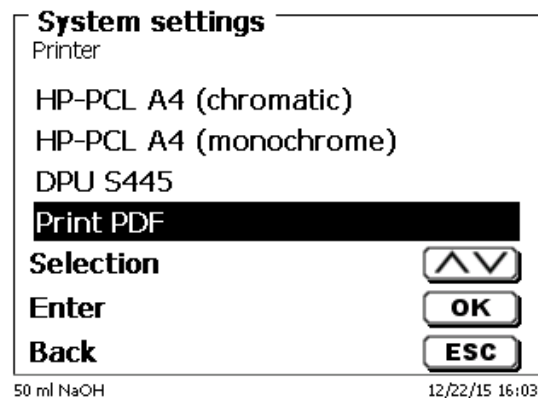 System settings
Printer
HP-PCL A4 (chromatic)
HP-PCL A4 (monochrome)
DPU S445
Print PDF
Selection
Enter OK
Back ESC
50 ml NaOH 12/22/15 16:03